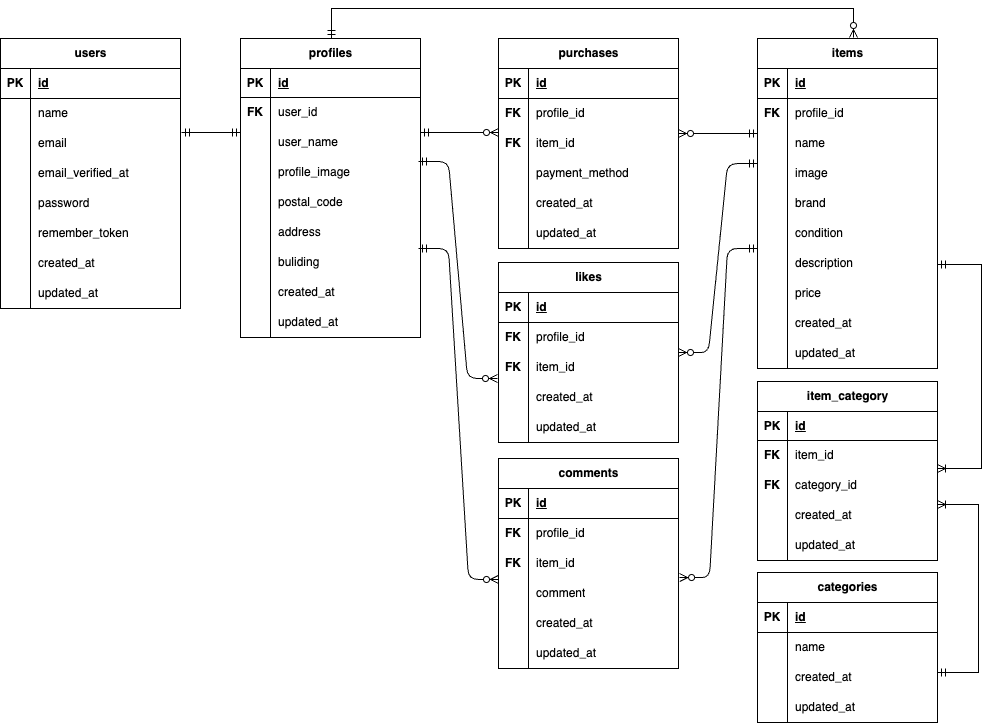 users
PK id
name
email
email_verified_at
password
remember_token
created_at
updated_at
profiles
PK id
FK user_id
user_name
profile_image
postal_code
address
buliding
created_at
updated_at
purchases
PK id
FK profile_id
FK item_id
payment_method
created_at
updated_at
likes
PK id
FK profile_id
FK item_id
created_at
updated_at
comments
PK id
FK profile_id
FK item_id
comment
created_at
updated_at
items
PK id
FK profile_id
name
image
brand
condition
description
price
created_at
updated_at
item_category
PK id
FK item_id
FK category_id
created_at
updated_at
categories
PK id
name
created_at
updated_at